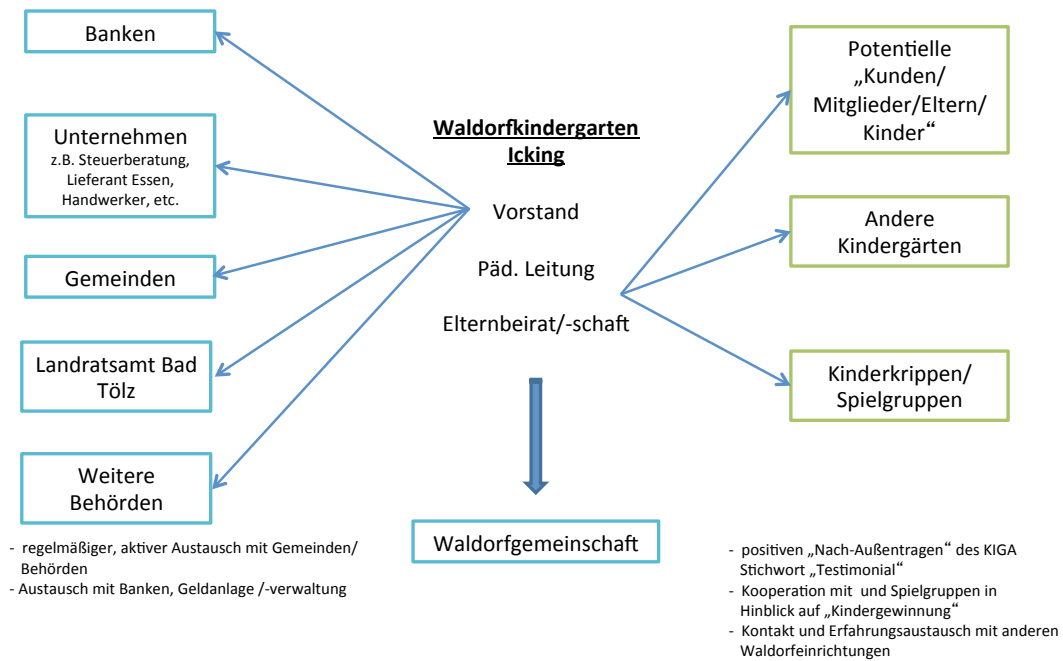 Banken
Unternehmen
z.B. Steuerberatung,
Lieferant Essen,
Handwerker, etc.
Gemeinden
Landratsamt Bad
Tölz
Weitere
Behörden
- regelmäßiger, aktiver Austausch mit Gemeinden/
Behörden
- Austausch mit Banken, Geldanlage /-verwaltung
Waldorfkindergarten
Icking
Vorstand
Päd. Leitung
Elternbeirat/-schaft
Waldorfgemeinschaft
Potentielle
„Kunden/
Mitglieder/Eltern/
Kinder“
Andere
Kindergärten
Kinderkrippen/
Spielgruppen
- positiven „Nach-Außentragen“ des KIGA
Stichwort „Testimonial“
- Kooperation mit und Spielgruppen in
Hinblick auf „Kindergewinnung“
- Kontakt und Erfahrungsaustausch mit anderen
Waldorfeinrichtungen